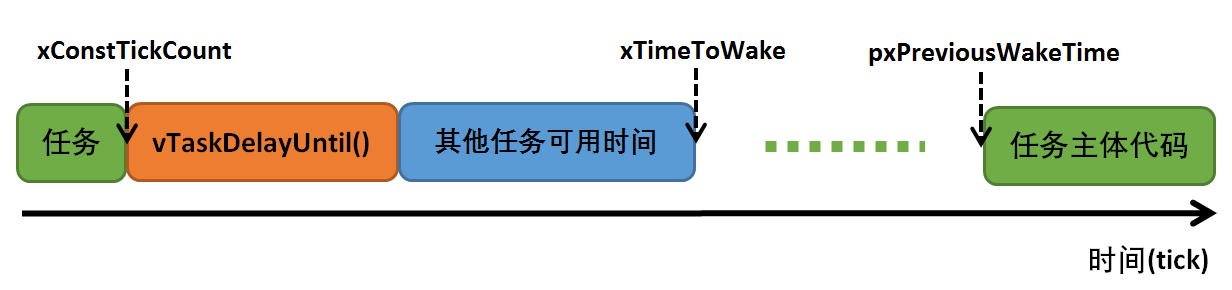 xConstTickCount
xTimeToWake
pxPreviousWakeTime
任务
vTaskDelayUntil()
其他任务可用时间
任务主体代码
时间(tick)